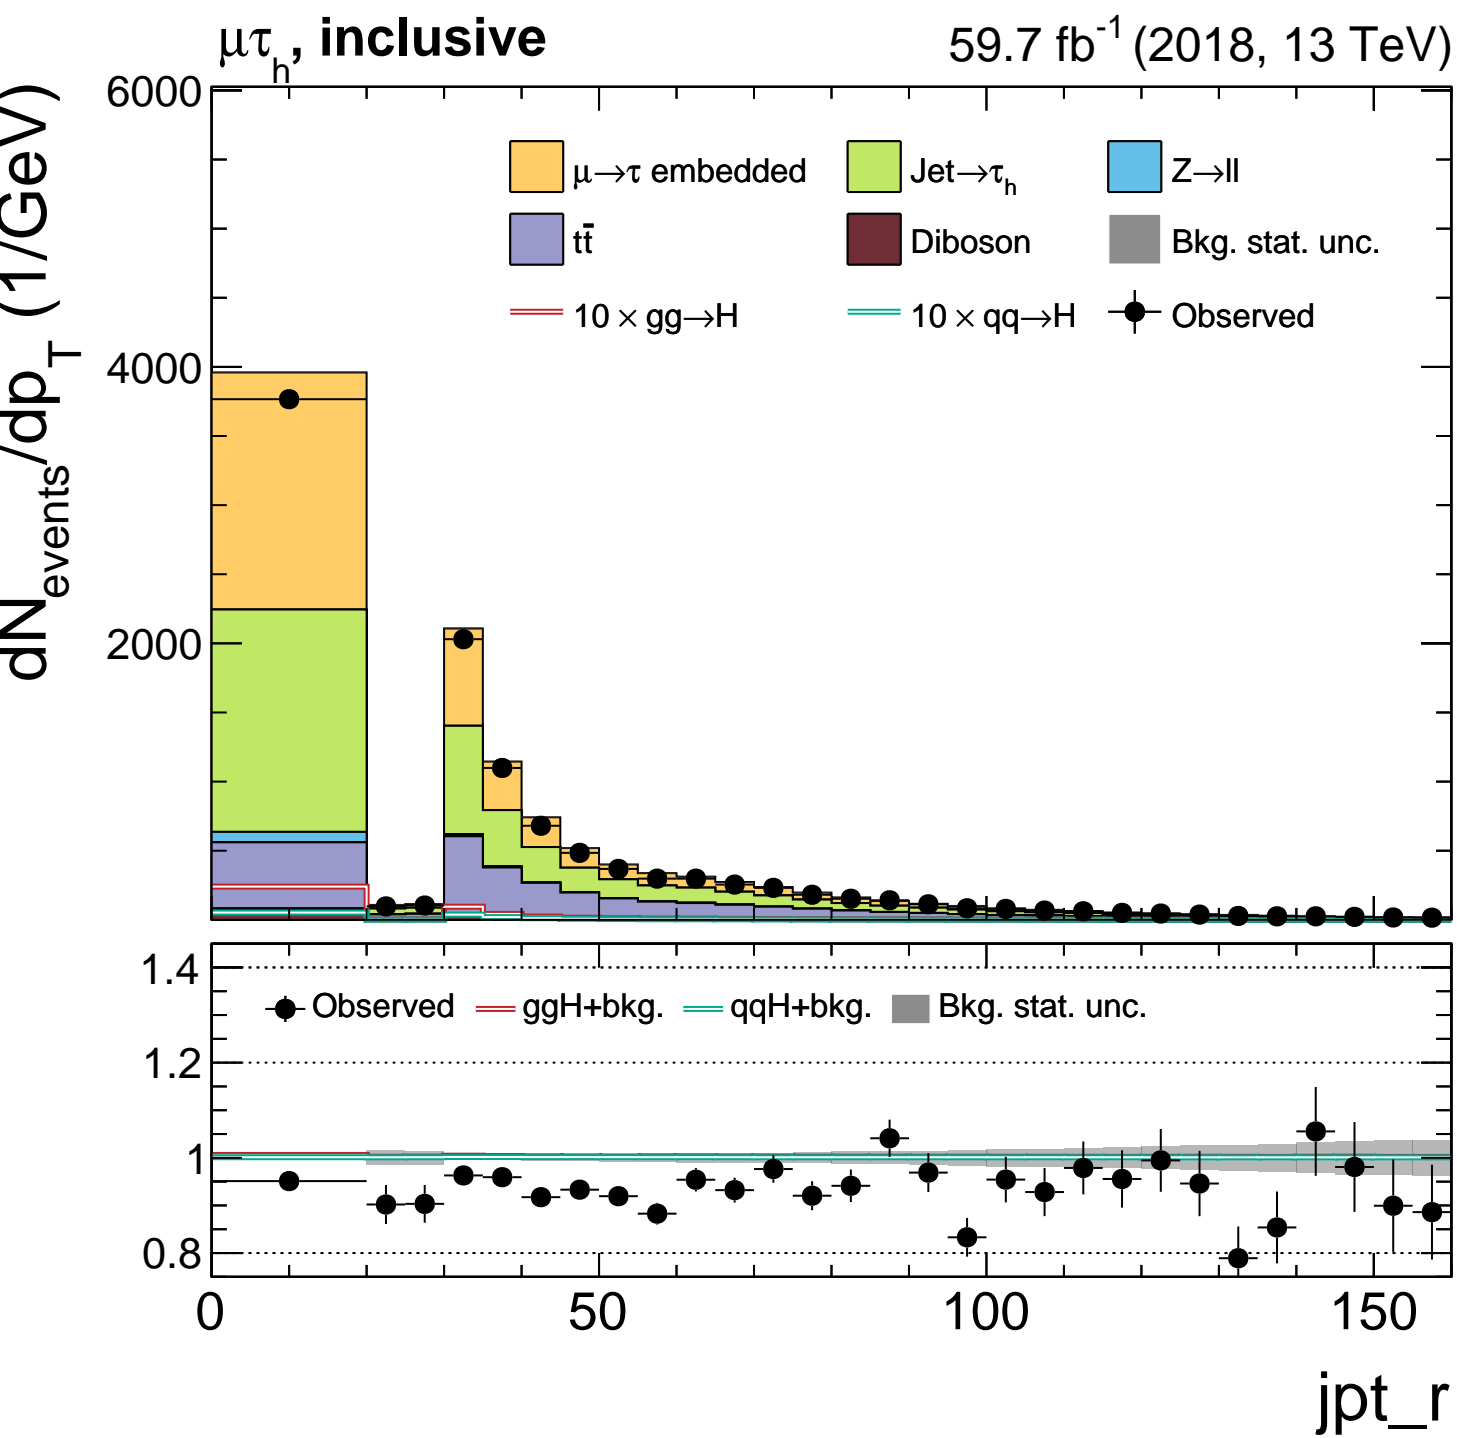 μτh, inclusive
59.7 fb-1 (2018, 13 TeV)
dNevents/dpT (1/GeV)
6000
4000
2000
μ→τ embedded
Jet→τh
Z→ll
tt̄
Diboson
Bkg. stat. unc.
10 × gg→H
10 × qq→H
Observed
1.4
1.2
1
0.8
Observed
ggH+bkg.
qqH+bkg.
Bkg. stat. unc.
0
50
100
150
jpt_r